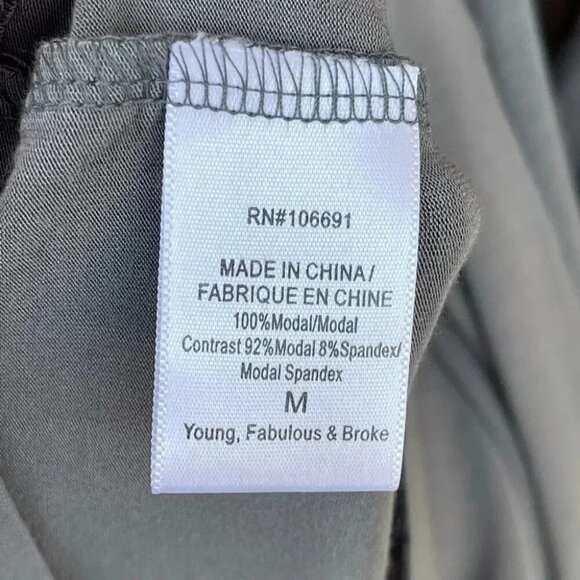 RN#106691
MADE IN CHINA/
FABRIQUE EN CHINE
100%Modal/Modal
Contrast 92%Modal 8%Spandex/
Modal Spandex
M
Young, Fabulous & Broke